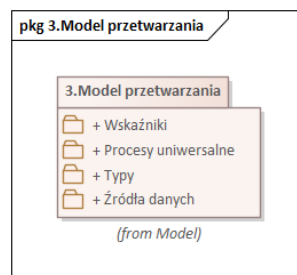 pkg 3.Model przetwarzania
3.Model przetwarzania
+ Wskaźniki
+ Procesy uniwersalne
+ Typy
+ Źródła danych
(from Model)